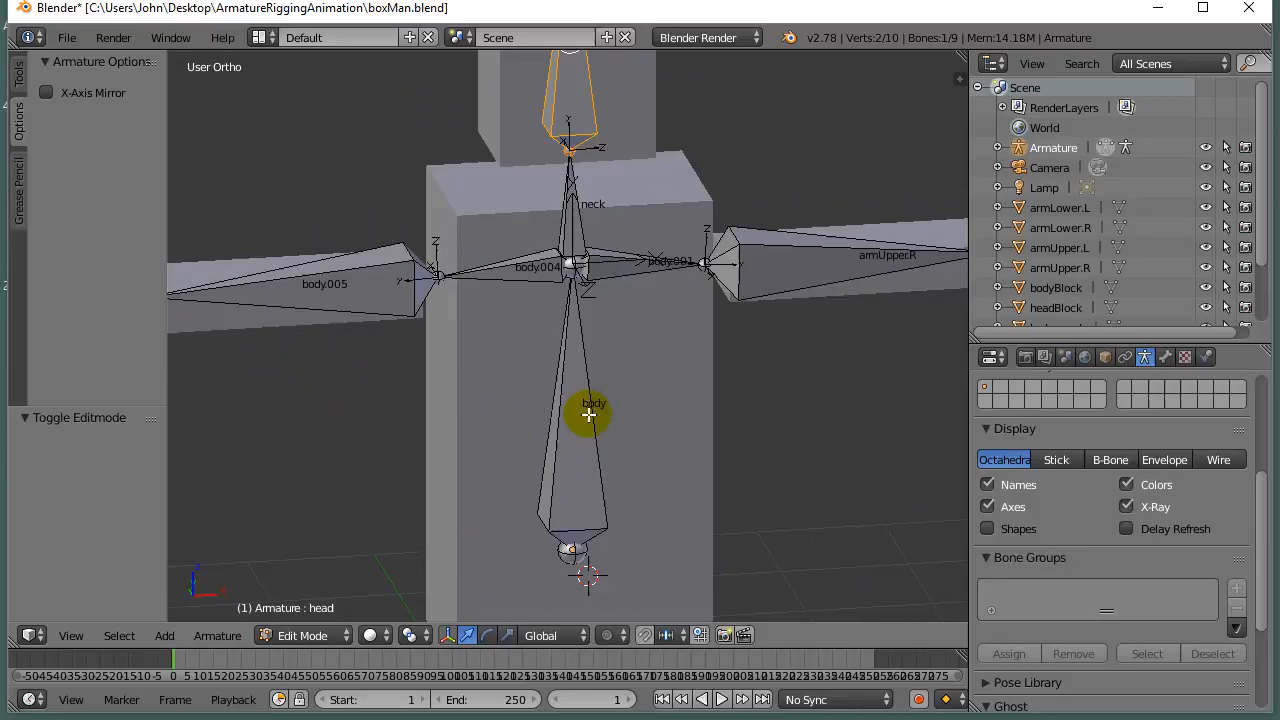 Blender* [C:\Users\John\Desktop\ArmatureRiggingAnimation\boxMan.blend]
File Render Window Help Default Scene Blender Render v2.78 | Verts:2/10 | Bones:1/9 | Mem:14.18M | Armature
Tools
Options
Grease Pencil
Armature Options
X-Axis Mirror
Toggle Editmode
User Ortho
neck
body.004
body.001
body.005
armUpper.R
body
(1) Armature : head
View Search All Scenes
Scene
RenderLayers
World
Armature
Camera
Lamp
armLower.L
armLower.R
armUpper.L
armUpper.R
bodyBlock
headBlock
Display
Octahedra Stick B-Bone Envelope Wire
Names Colors
Axes X-Ray
Shapes Delay Refresh
Bone Groups
Assign Remove Select Deselect
Pose Library
Ghost
View Select Add Armature Edit Mode Global
View Marker Frame Playback Start: 1 End: 250 1 No Sync